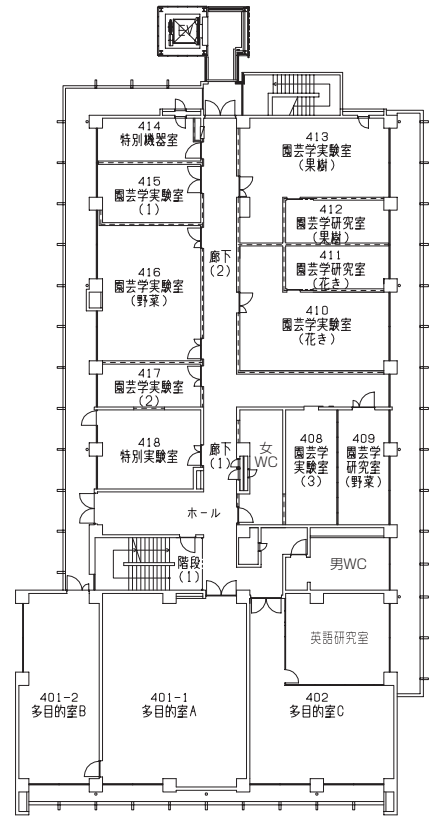 EV
414
特別機器室
413
園芸学実験室
(果樹)
415
園芸学実験室
(1)
412
園芸学研究室
(果樹)
廊下
(2)
411
園芸学研究室
(花き)
416
園芸学実験室
(野菜)
410
園芸学実験室
(花き)
417
園芸学実験室
(2)
418
特別実験室
廊下
(1)
女
WC
408
園芸学
実験室
(3)
409
園芸学
研究室
(野菜)
ホール
階段
(1)
男WC
英語研究室
401-2
多目的室B
401-1
多目的室A
402
多目的室C